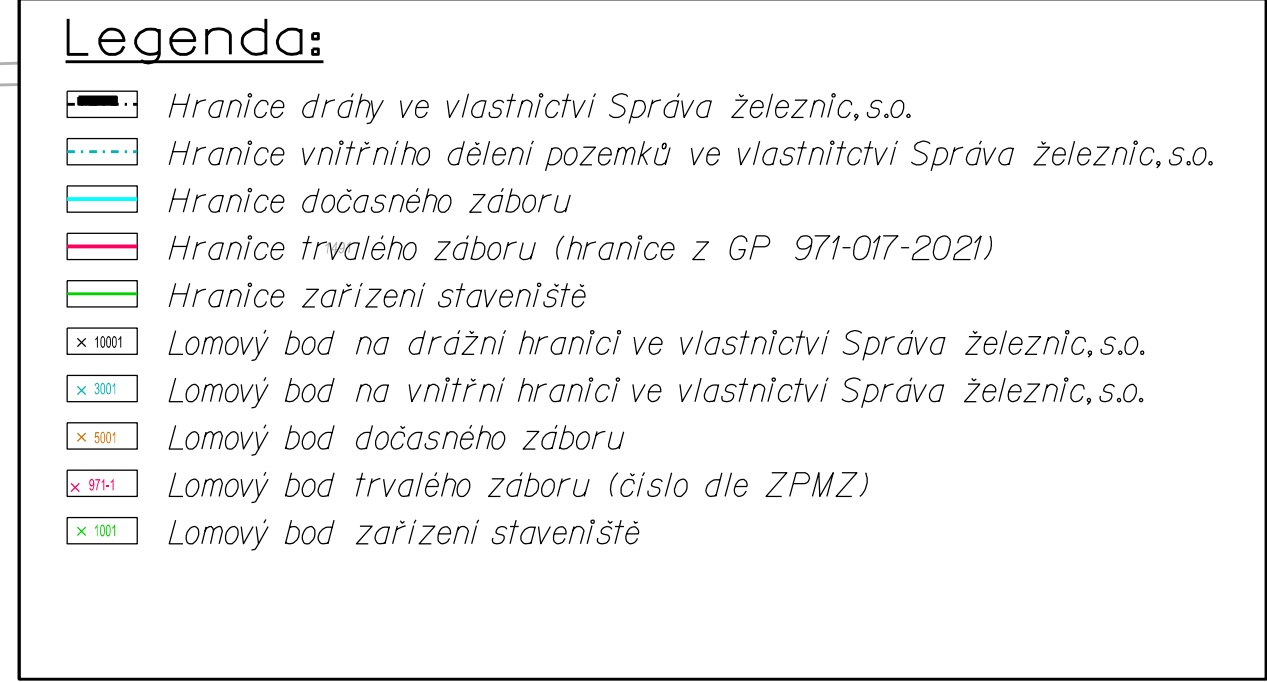 Legenda:
Hranice dráhy ve vlastnictví Správa železnic, s.o.
Hranice vnitřního dělení pozemků ve vlastnitctví Správa železnic, s.o.
Hranice dočasného záboru
Hranice trvalého záboru (hranice z GP 971-017-2021)
Hranice zařízení staveniště
× 10001 Lomový bod na drážní hranici ve vlastnictví Správa železnic, s.o.
× 3001 Lomový bod na vnitřní hranici ve vlastnictví Správa železnic, s.o.
× 5001 Lomový bod dočasného záboru
× 971-1 Lomový bod trvalého záboru (číslo dle ZPMZ)
× 1001 Lomový bod zařízení staveniště